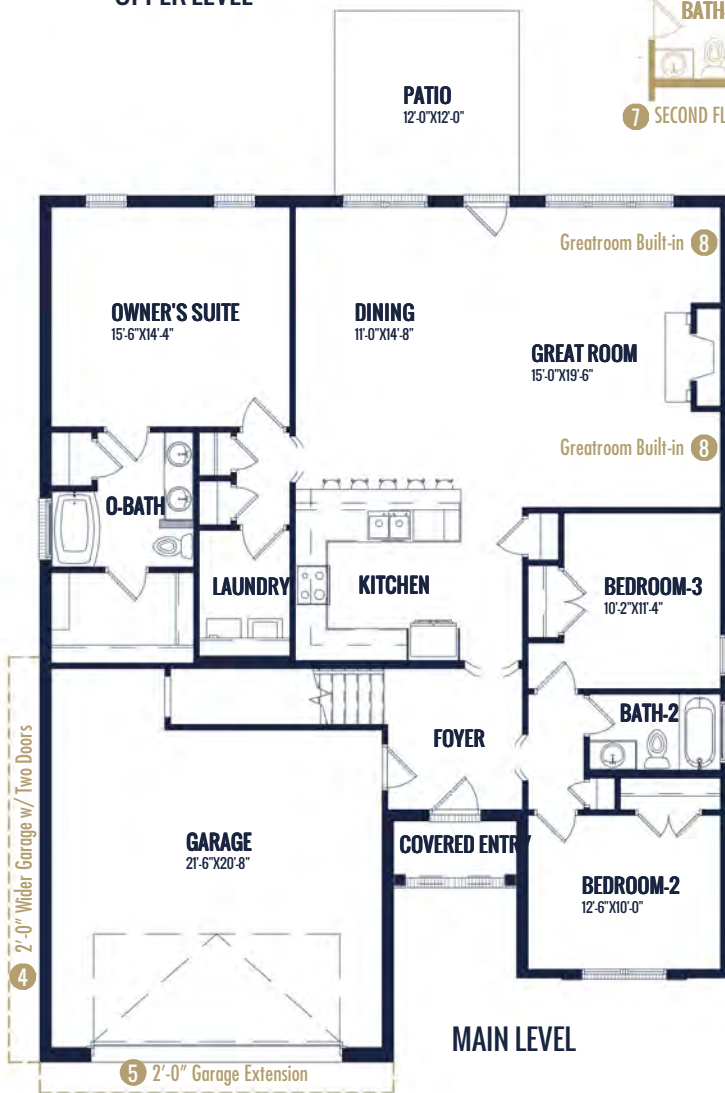 UPPER LEVEL
BATH-
7 SECOND FL
PATIO
12'-0"X12'-0"
Greatroom Built-in 8
OWNER'S SUITE
15'-6"X14'-4"
DINING
11'-0"X14'-8"
GREAT ROOM
15'-0"X19'-6"
Greatroom Built-in 8
O-BATH
LAUNDRY
KITCHEN
BEDROOM-3
10'-2"X11'-4"
BATH-2
FOYER
4 2'-0" Wider Garage w/ Two Doors
GARAGE
21'-6"X20'-8"
COVERED ENTRY
BEDROOM-2
12'-6"X10'-0"
MAIN LEVEL
5 2'-0" Garage Extension